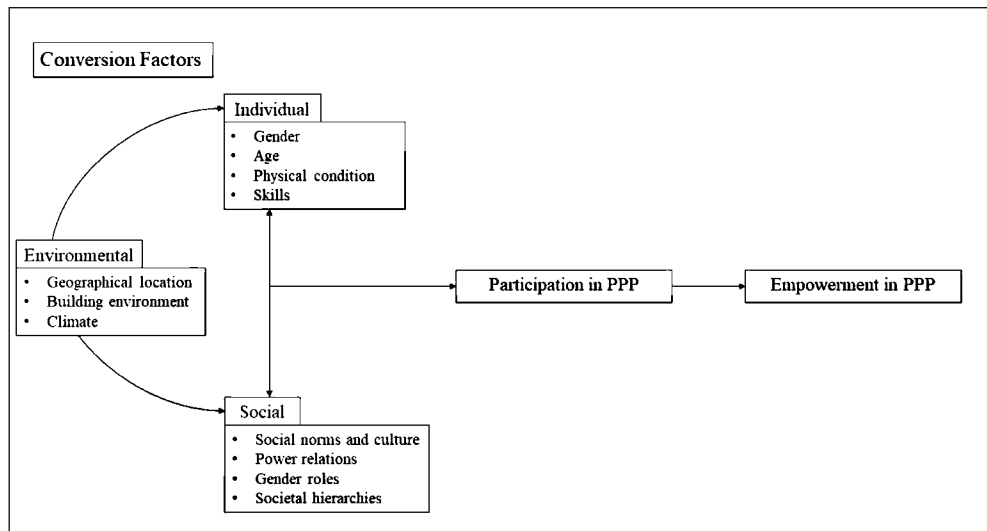 Conversion Factors
Individual
• Gender
• Age
• Physical condition
• Skills
Environmental
• Geographical location
• Building environment
• Climate
Participation in PPP
Empowerment in PPP
Social
• Social norms and culture
• Power relations
• Gender roles
• Societal hierarchies